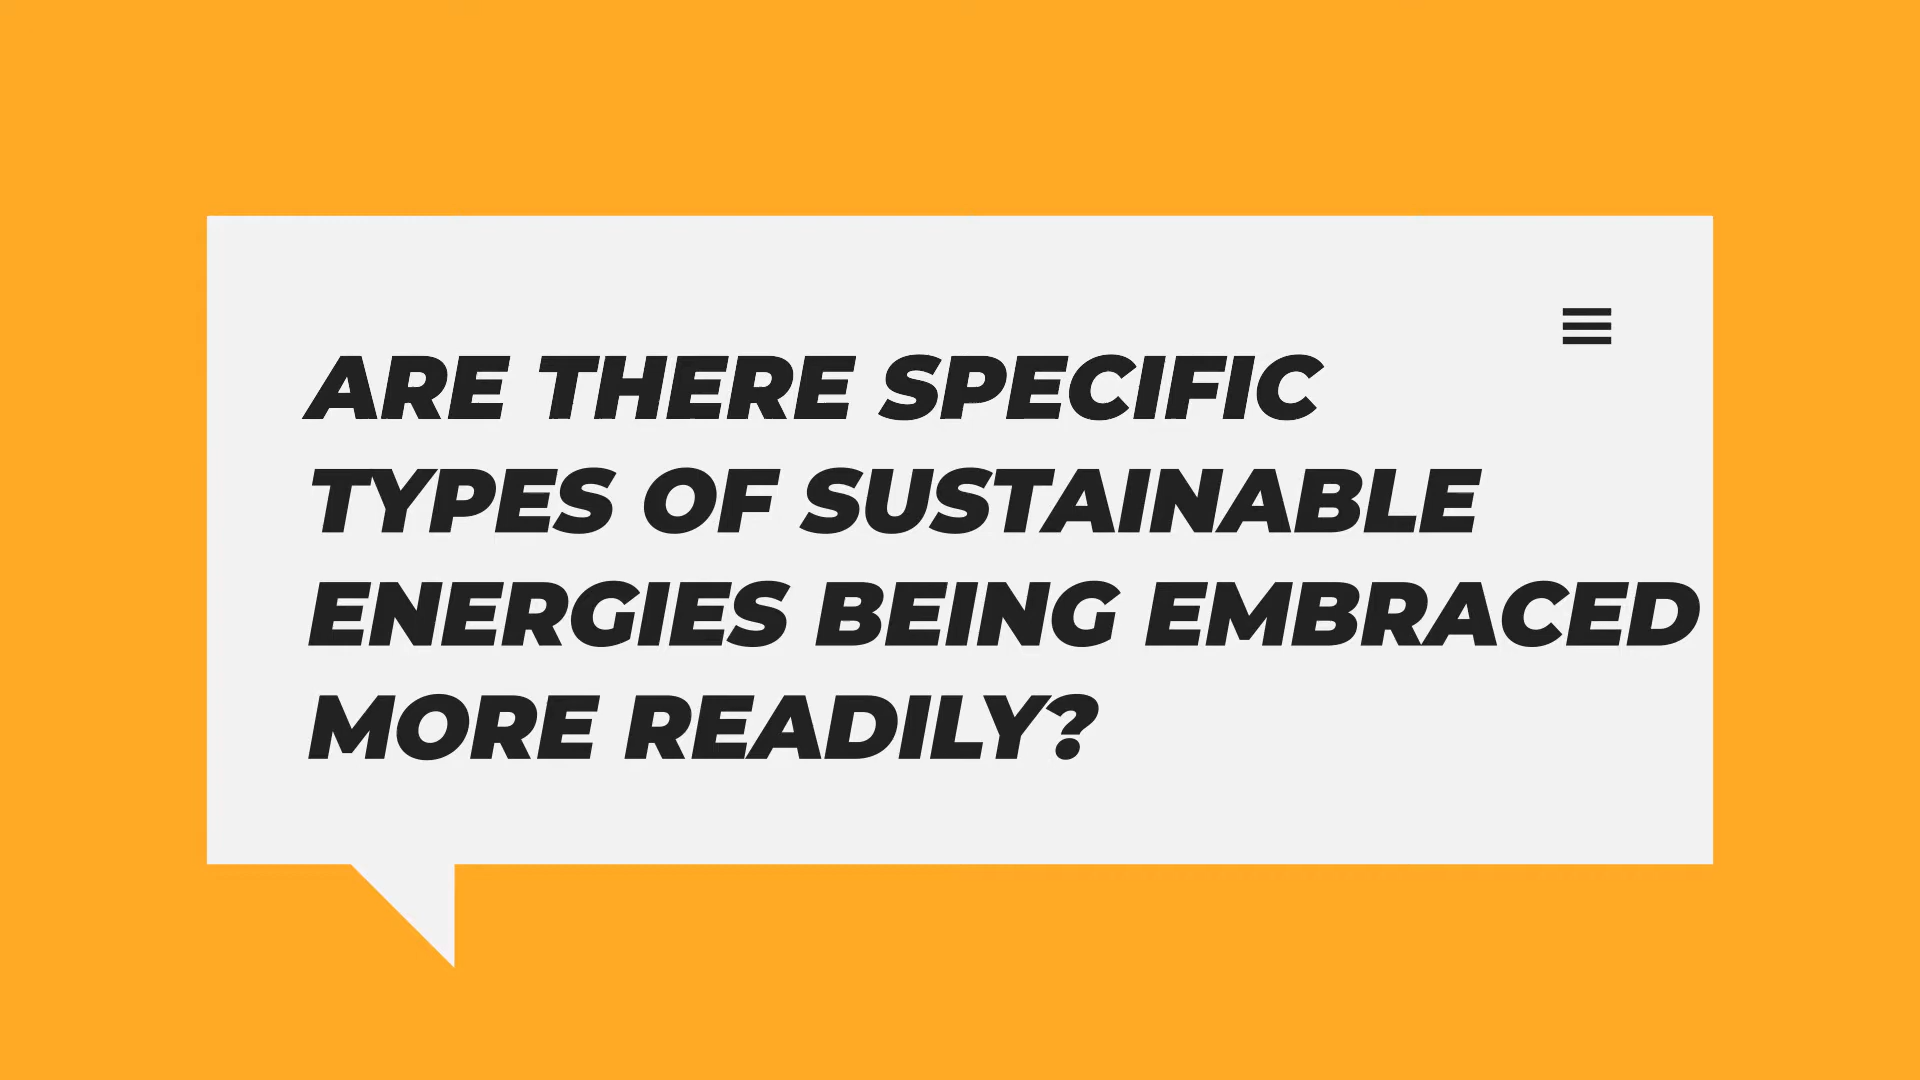 ARE THERE SPECIFIC
TYPES OF SUSTAINABLE
ENERGIES BEING EMBRACED
MORE READILY?